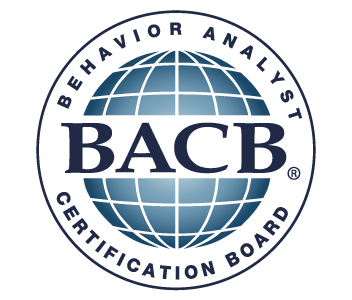 BEHAVIOR ANALYST
BACB®
CERTIFICATION BOARD